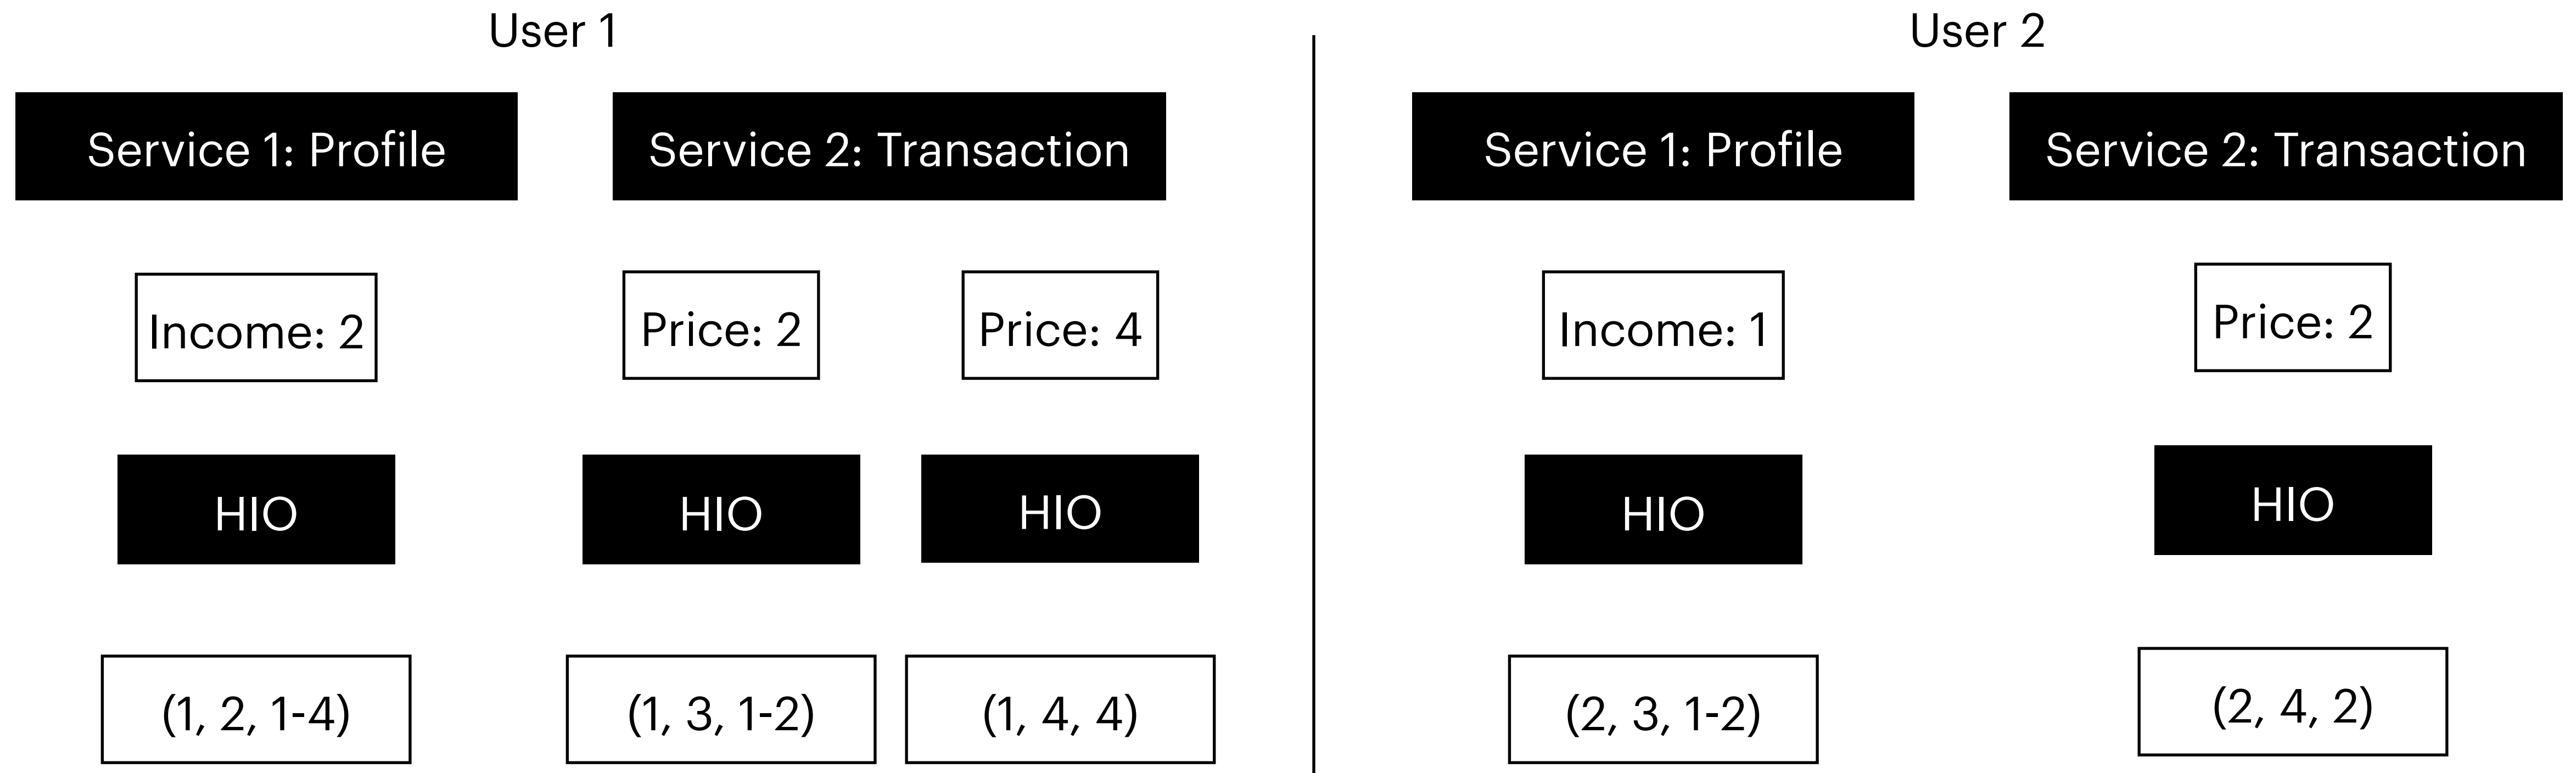 User 1
User 2
Service 1: Profile
Service 2: Transaction
Service 1: Profile
Service 2: Transaction
Income: 2
Price: 2
Price: 4
Income: 1
Price: 2
HIO
HIO
HIO
HIO
HIO
(1, 2, 1-4)
(1, 3, 1-2)
(1, 4, 4)
(2, 3, 1-2)
(2, 4, 2)